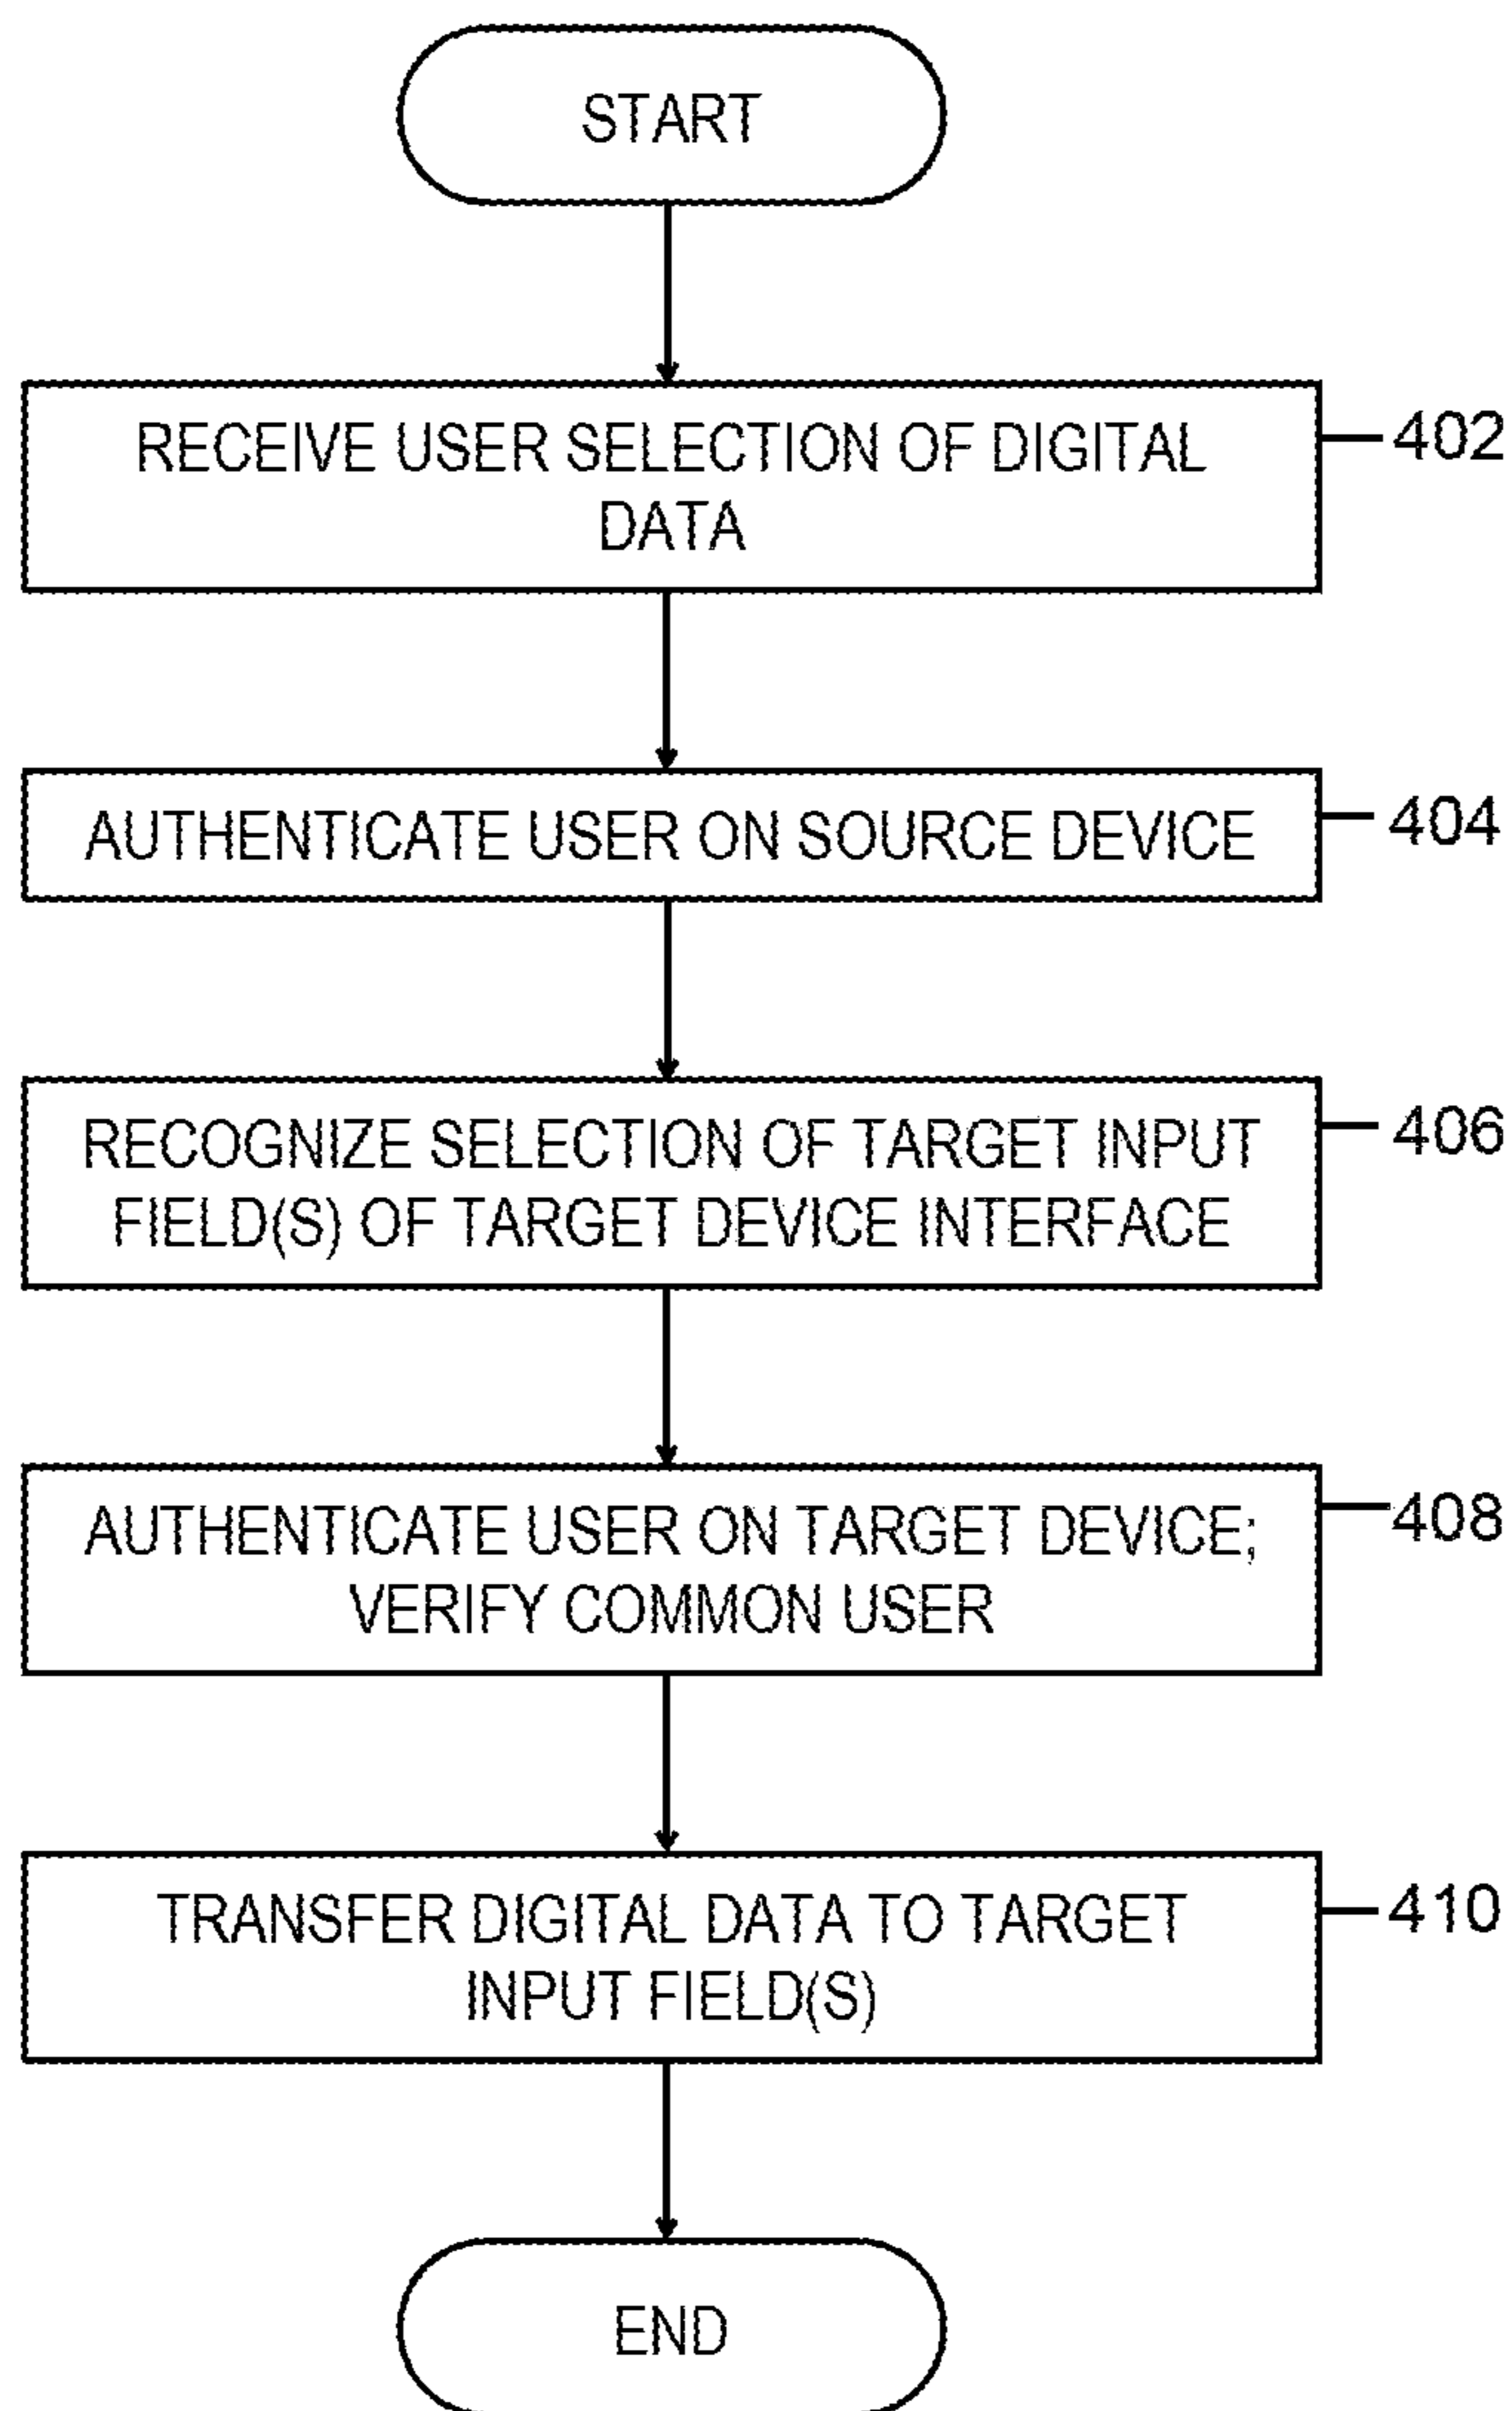 START
RECEIVE USER SELECTION OF DIGITAL
DATA
402
AUTHENTICATE USER ON SOURCE DEVICE
404
RECOGNIZE SELECTION OF TARGET INPUT
FIELD(S) OF TARGET DEVICE INTERFACE
406
AUTHENTICATE USER ON TARGET DEVICE;
VERIFY COMMON USER
408
TRANSFER DIGITAL DATA TO TARGET
INPUT FIELD(S)
410
END